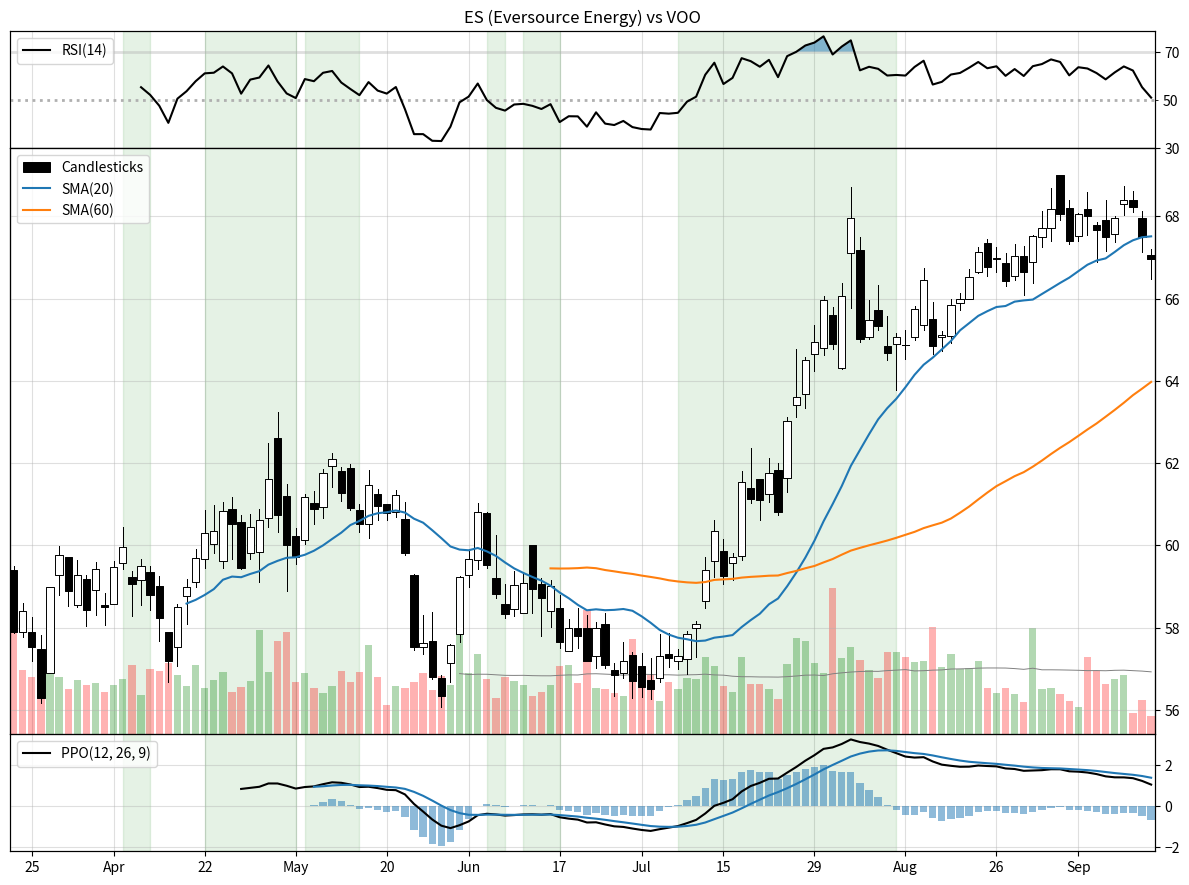 ES (Eversource Energy) vs VOO
RSI(14)
70
50
30
Candlesticks
SMA(20)
SMA(60)
68
66
64
62
60
58
56
PPO(12, 26, 9)
2
0
−2
25 Apr 22 May 20 Jun 17 Jul 15 29 Aug 26 Sep